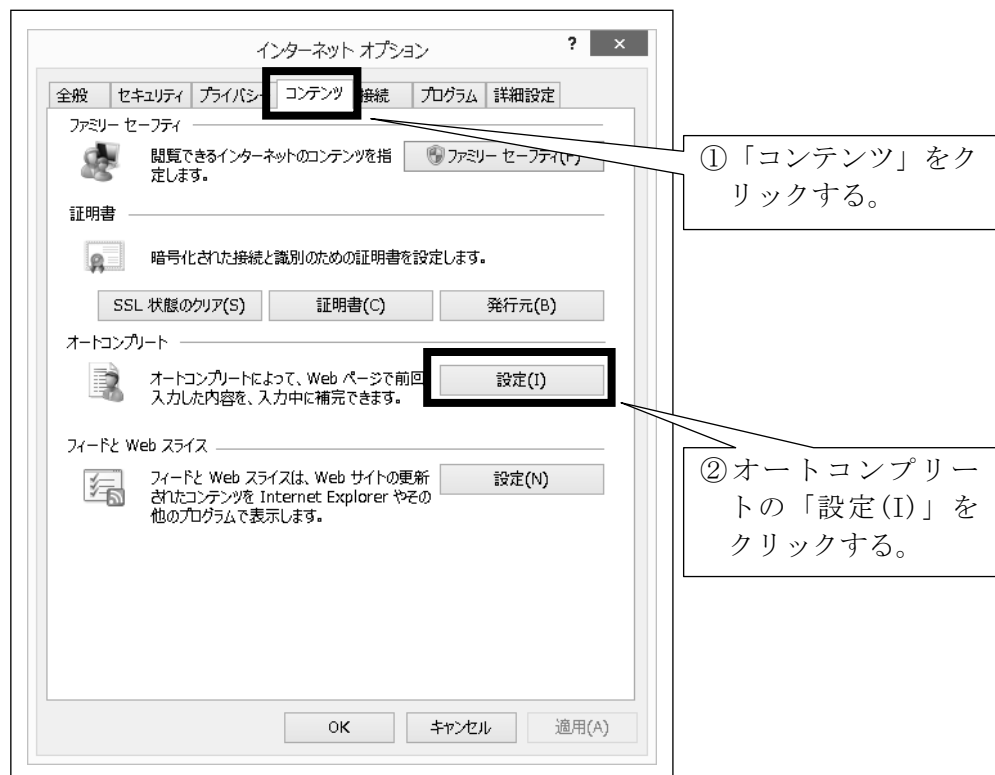 インターネット オプション
? ×
全般 セキュリティ プライバシー コンテンツ 接続 プログラム 詳細設定
ファミリー セーフティ
閲覧できるインターネットのコンテンツを指
定します。
ファミリー セーフティ(F)
①「コンテンツ」をク
リックする。
証明書
暗号化された接続と識別のための証明書を設定します。
SSL 状態のクリア(S) 証明書(C) 発行元(B)
オートコンプリート
オートコンプリートによって、Web ページで前回
入力した内容を、入力中に補完できます。
設定(I)
②オートコンプリー
トの「設定(I)」を
クリックする。
フィードと Web スライス
フィードと Web スライスは、Web サイトの更新
されたコンテンツを Internet Explorer やその
他のプログラムで表示します。
設定(N)
OK キャンセル 適用(A)